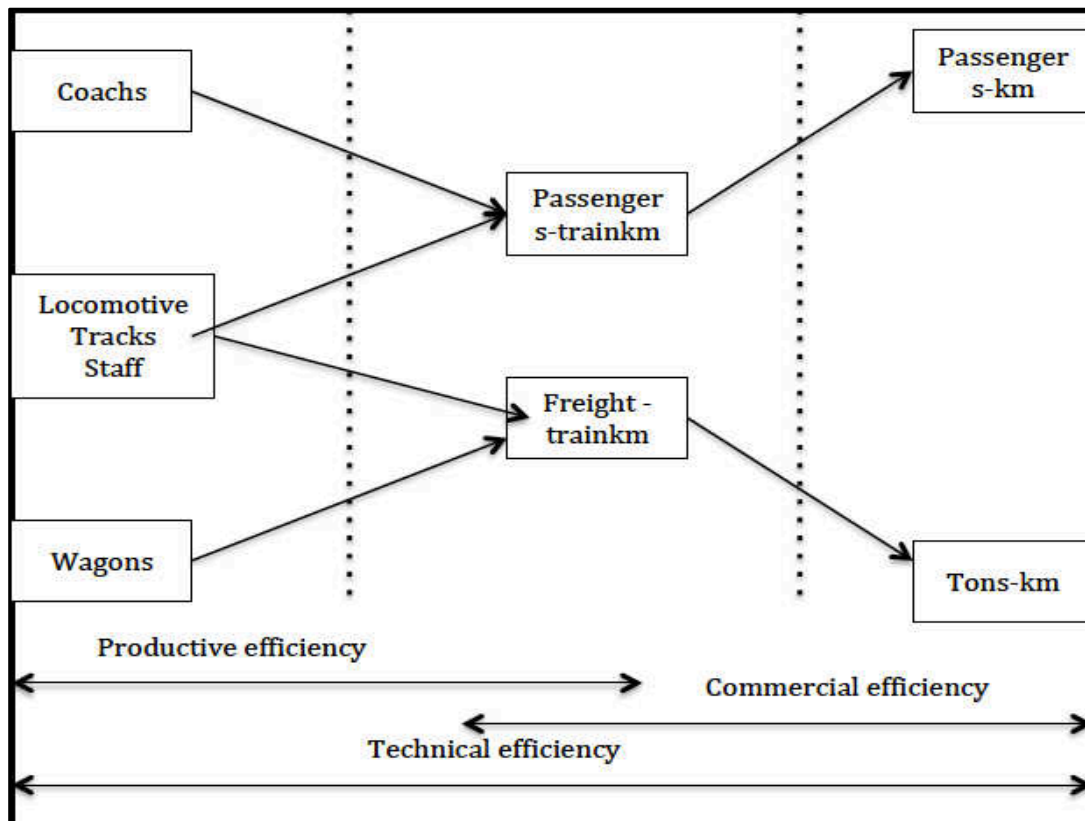 Coachs
Passenger
s-km
Passenger
s-trainkm
Locomotive
Tracks
Staff
Freight -
trainkm
Wagons
Tons-km
Productive efficiency
Commercial efficiency
Technical efficiency